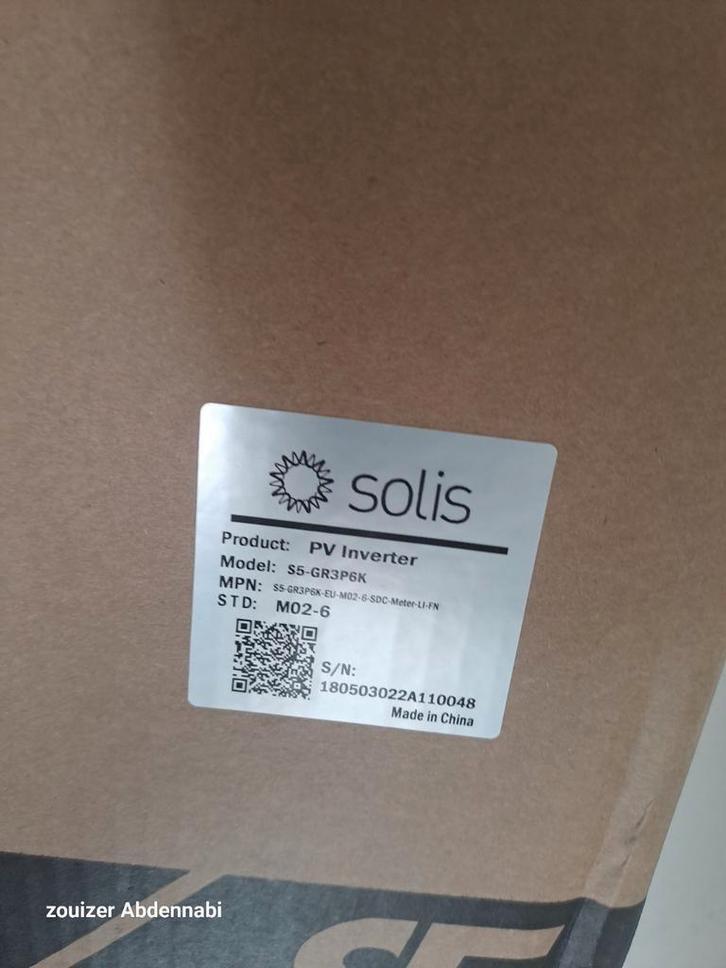 solis
Product: PV Inverter
Model: S5-GR3P6K
MPN: S5-GR3P6K-EU-M02-6-SDC-Meter-LI-FN
STD: M02-6
S/N:
180503022A110048
Made in China
zouizer Abdennabi
S5